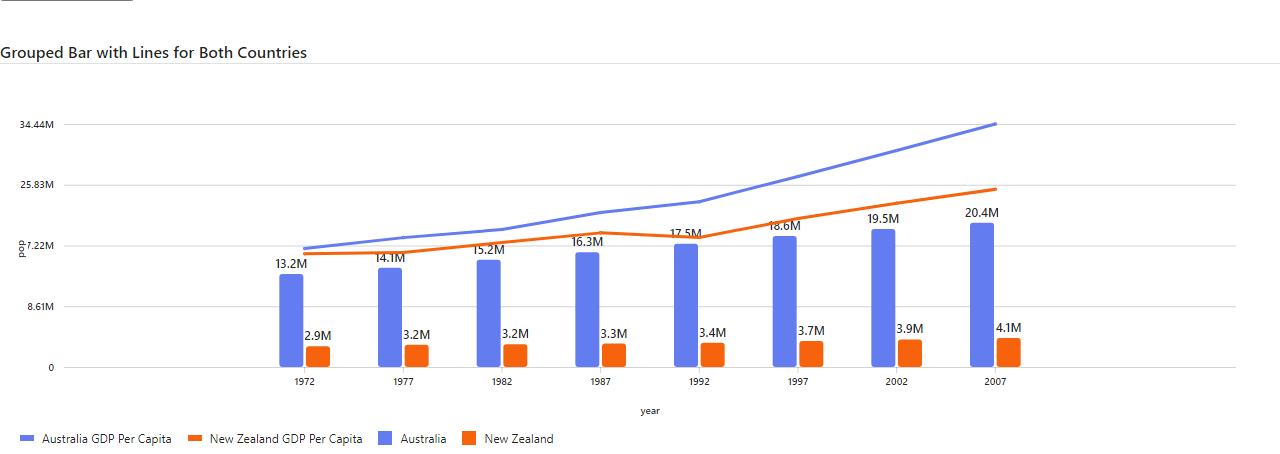 Grouped Bar with Lines for Both Countries
34.44M
25.83M
7.22M
8.61M
0
pop
13.2M
14.1M
15.2M
16.3M
17.5M
18.6M
19.5M
20.4M
2.9M
3.2M
3.2M
3.3M
3.4M
3.7M
3.9M
4.1M
1972 1977 1982 1987 1992 1997 2002 2007
year
Australia GDP Per Capita New Zealand GDP Per Capita Australia New Zealand